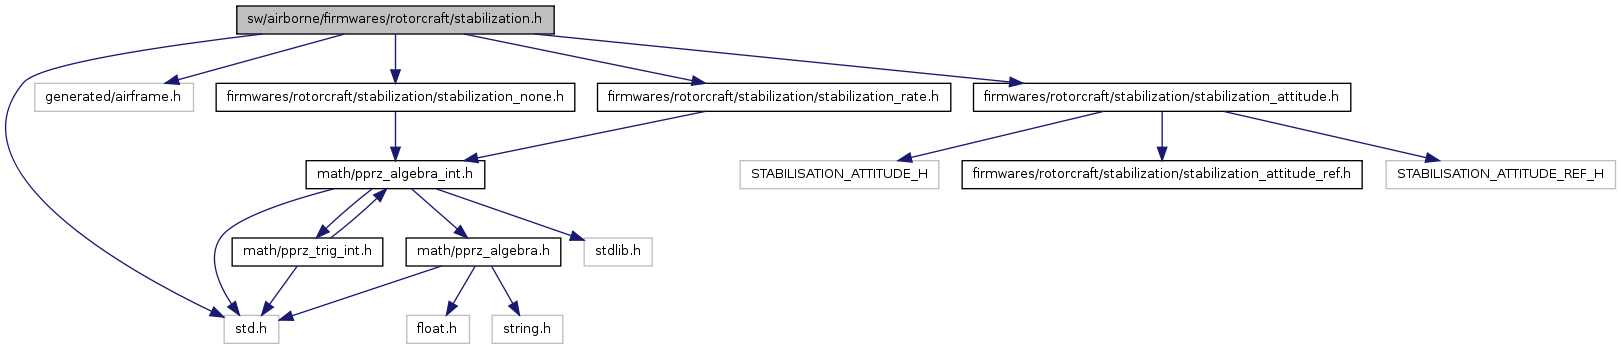 sw/airborne/firmwares/rotorcraft/stabilization.h
generated/airframe.h
firmwares/rotorcraft/stabilization/stabilization_none.h
firmwares/rotorcraft/stabilization/stabilization_rate.h
firmwares/rotorcraft/stabilization/stabilization_attitude.h
math/pprz_algebra_int.h
STABILISATION_ATTITUDE_H
firmwares/rotorcraft/stabilization/stabilization_attitude_ref.h
STABILISATION_ATTITUDE_REF_H
math/pprz_trig_int.h
math/pprz_algebra.h
stdlib.h
std.h
float.h
string.h